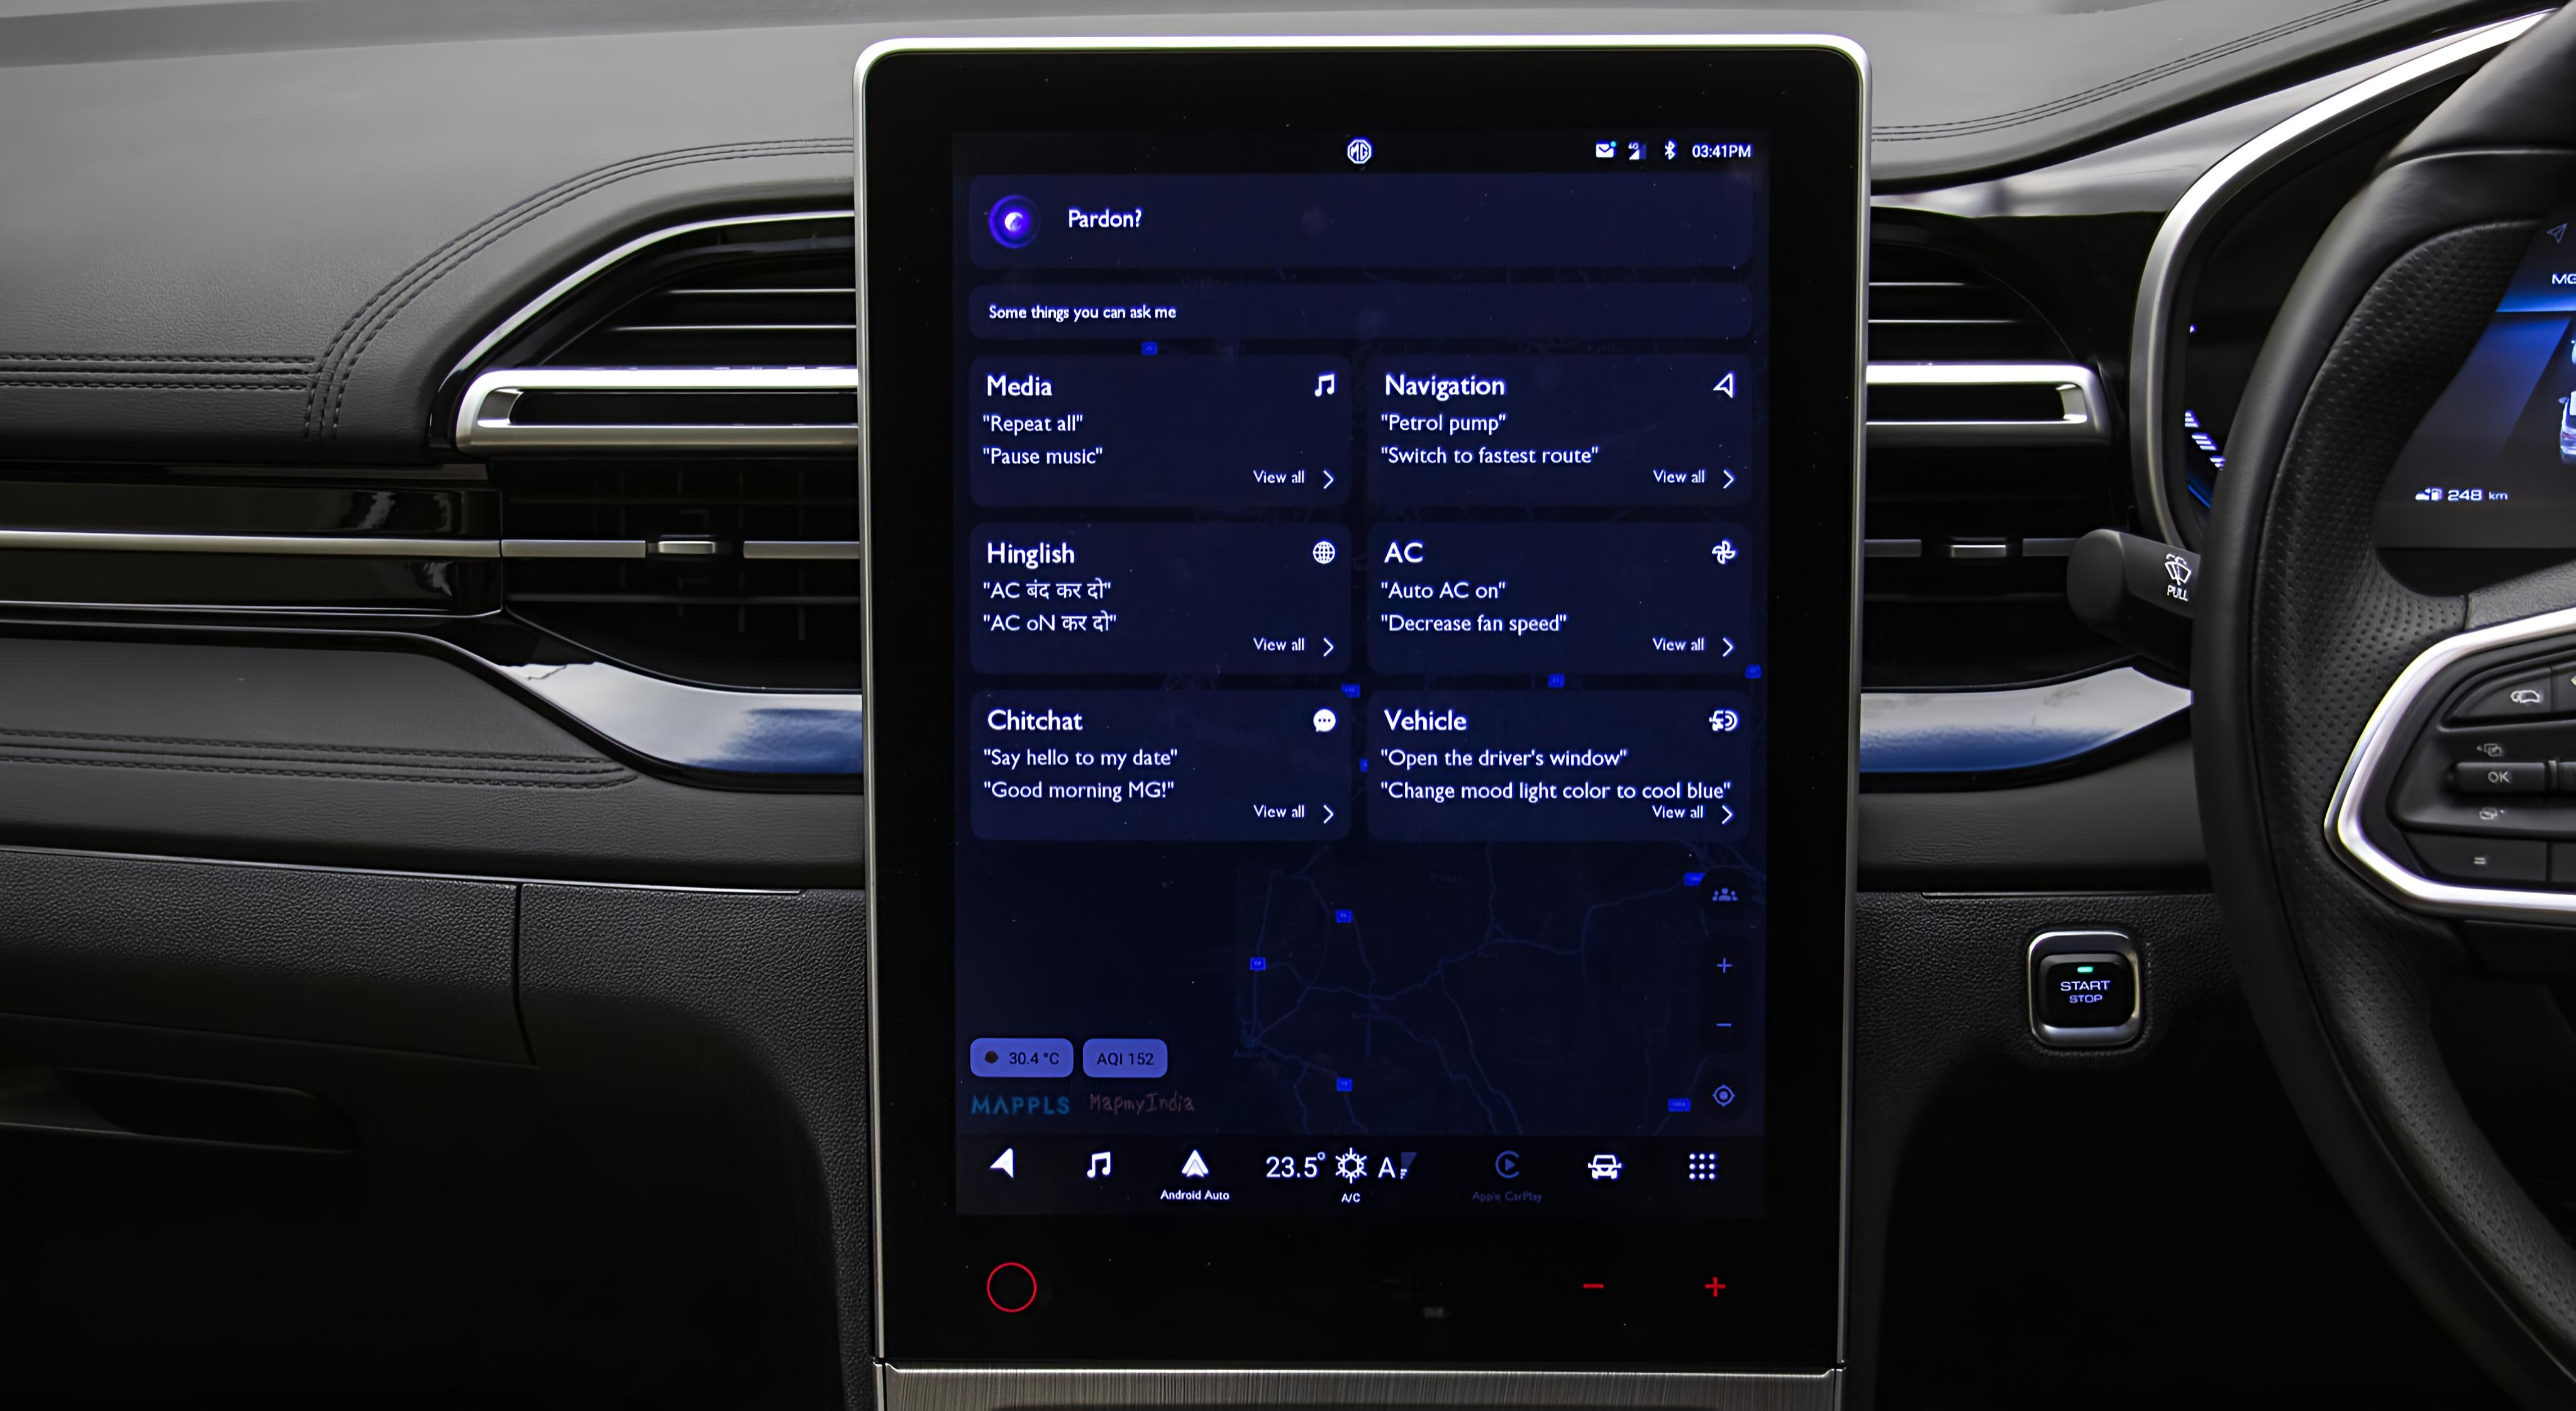 MG
4G
03:41PM
Pardon?
Some things you can ask me
Media
"Repeat all"
"Pause music"
View all
Navigation
"Petrol pump"
"Switch to fastest route"
View all
Hinglish
"AC बंद कर दो"
"AC oN कर दो"
View all
AC
"Auto AC on"
"Decrease fan speed"
View all
Chitchat
"Say hello to my date"
"Good morning MG!"
View all
Vehicle
"Open the driver's window"
"Change mood light color to cool blue"
View all
30.4 °C
AQI 152
MAPPLS MapmyIndia
Android Auto
23.5°
A
A/C
Apple CarPlay
PULL
MG
248 km
OK
START
STOP